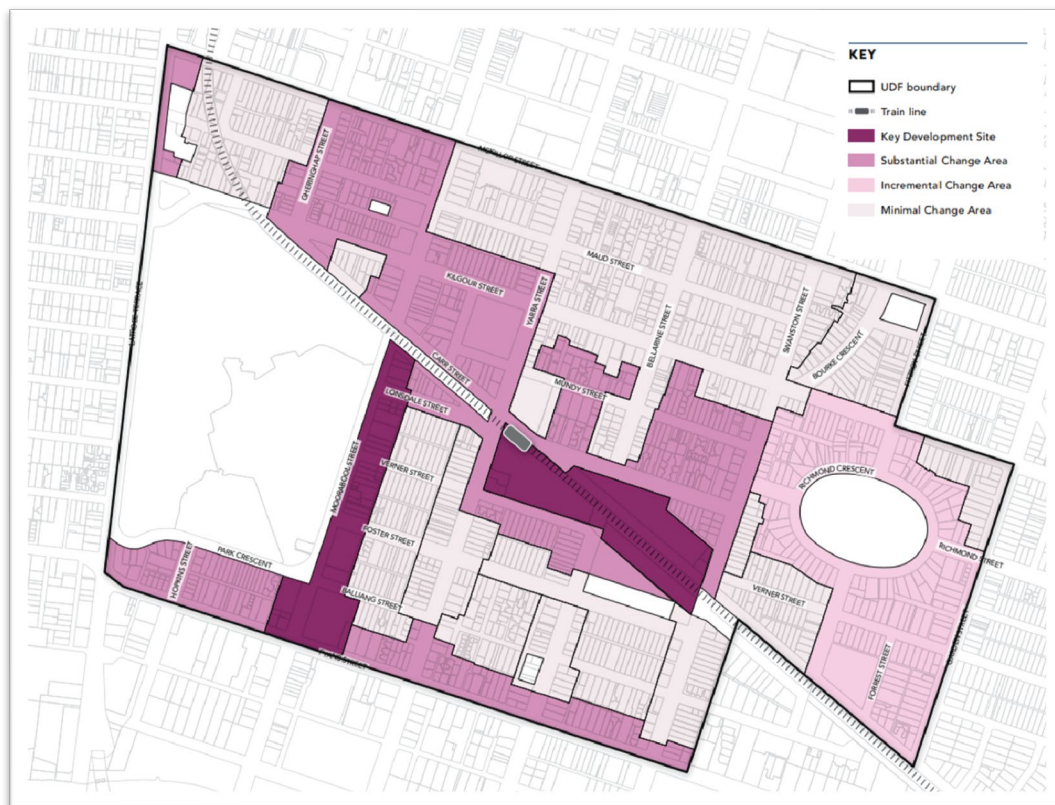 KEY
UDF boundary
Train line
Key Development Site
Substantial Change Area
Incremental Change Area
Minimal Change Area
GHERINGHAP STREET
MAUD STREET
KILGOUR STREET
YARRA STREET
BELLARINE STREET
SWANSTON STREET
BOURKE CRESCENT
CARR STREET
MUNDY STREET
LONSDALE STREET
MOORABOOL STREET
VERNER STREET
RICHMOND CRESCENT
FOSTER STREET
RICHMOND STREET
PARK CRESCENT
HOPKINS STREET
BALLIANG STREET
VERNER STREET
FORREST STREET